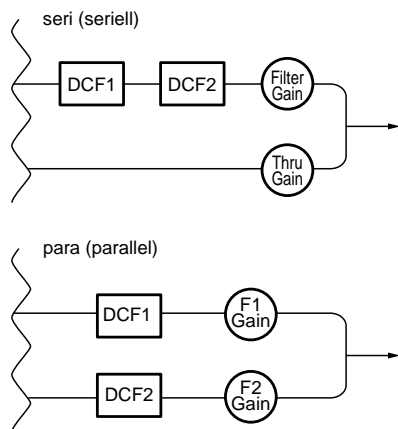 seri (seriell)
DCF1
DCF2
Filter
Gain
Thru
Gain
para (parallel)
DCF1
F1
Gain
DCF2
F2
Gain